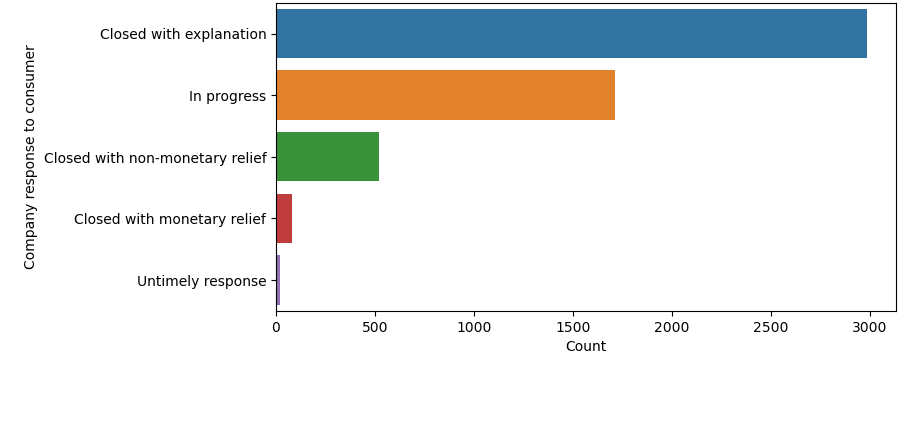 Company response to consumer
Closed with explanation
In progress
Closed with non-monetary relief
Closed with monetary relief
Untimely response
0 500 1000 1500 2000 2500 3000
Count